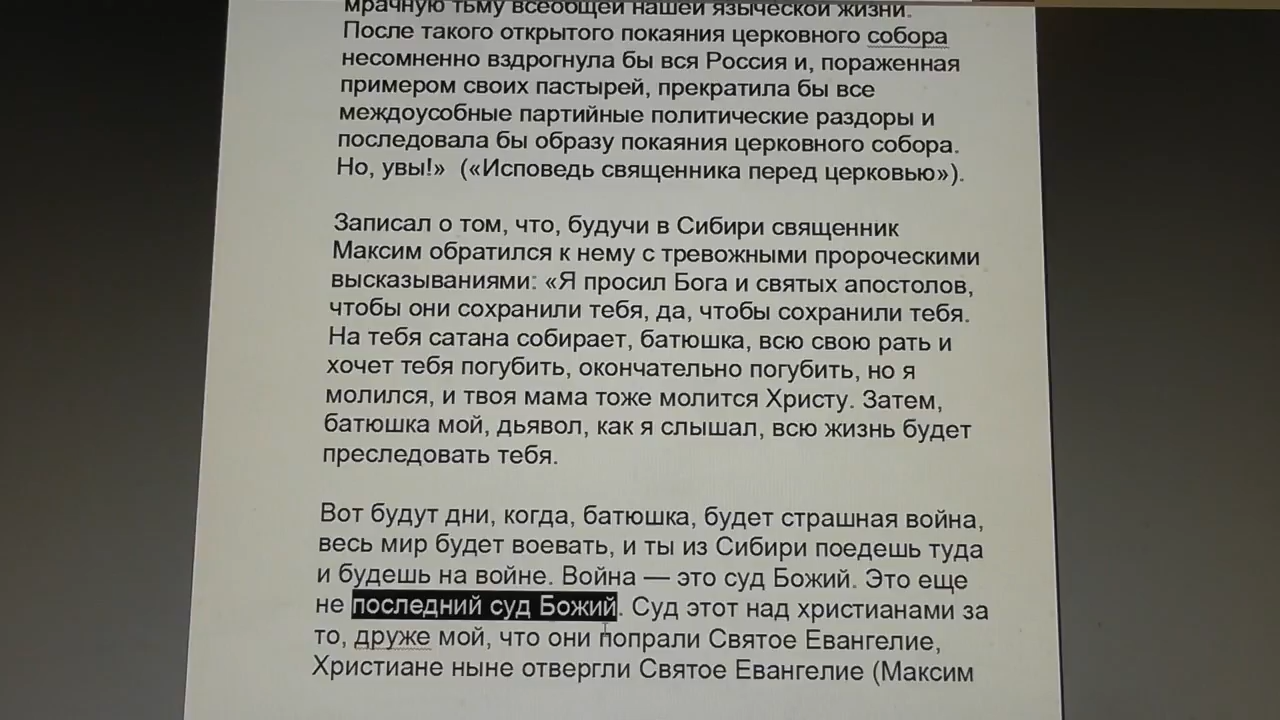 мрачную тьму всеобщей нашей языческой жизни.
После такого открытого покаяния церковного собора
несомненно вздрогнула бы вся Россия и, пораженная
примером своих пастырей, прекратила бы все
междоусобные партийные политические раздоры и
последовала бы образу покаяния церковного собора.
Но, увы!» («Исповедь священника перед церковью»).
Записал о том, что, будучи в Сибири священник
Максим обратился к нему с тревожными пророческими
высказываниями: «Я просил Бога и святых апостолов,
чтобы они сохранили тебя, да, чтобы сохранили тебя.
На тебя сатана собирает, батюшка, всю свою рать и
хочет тебя погубить, окончательно погубить, но я
молился, и твоя мама тоже молится Христу. Затем,
батюшка мой, дьявол, как я слышал, всю жизнь будет
преследовать тебя.
Вот будут дни, когда, батюшка, будет страшная война,
весь мир будет воевать, и ты из Сибири поедешь туда
и будешь на войне. Война — это суд Божий. Это еще
не последний суд Божий. Суд этот над христианами за
то, друже мой, что они попрали Святое Евангелие,
Христиане ныне отвергли Святое Евангелие (Максим